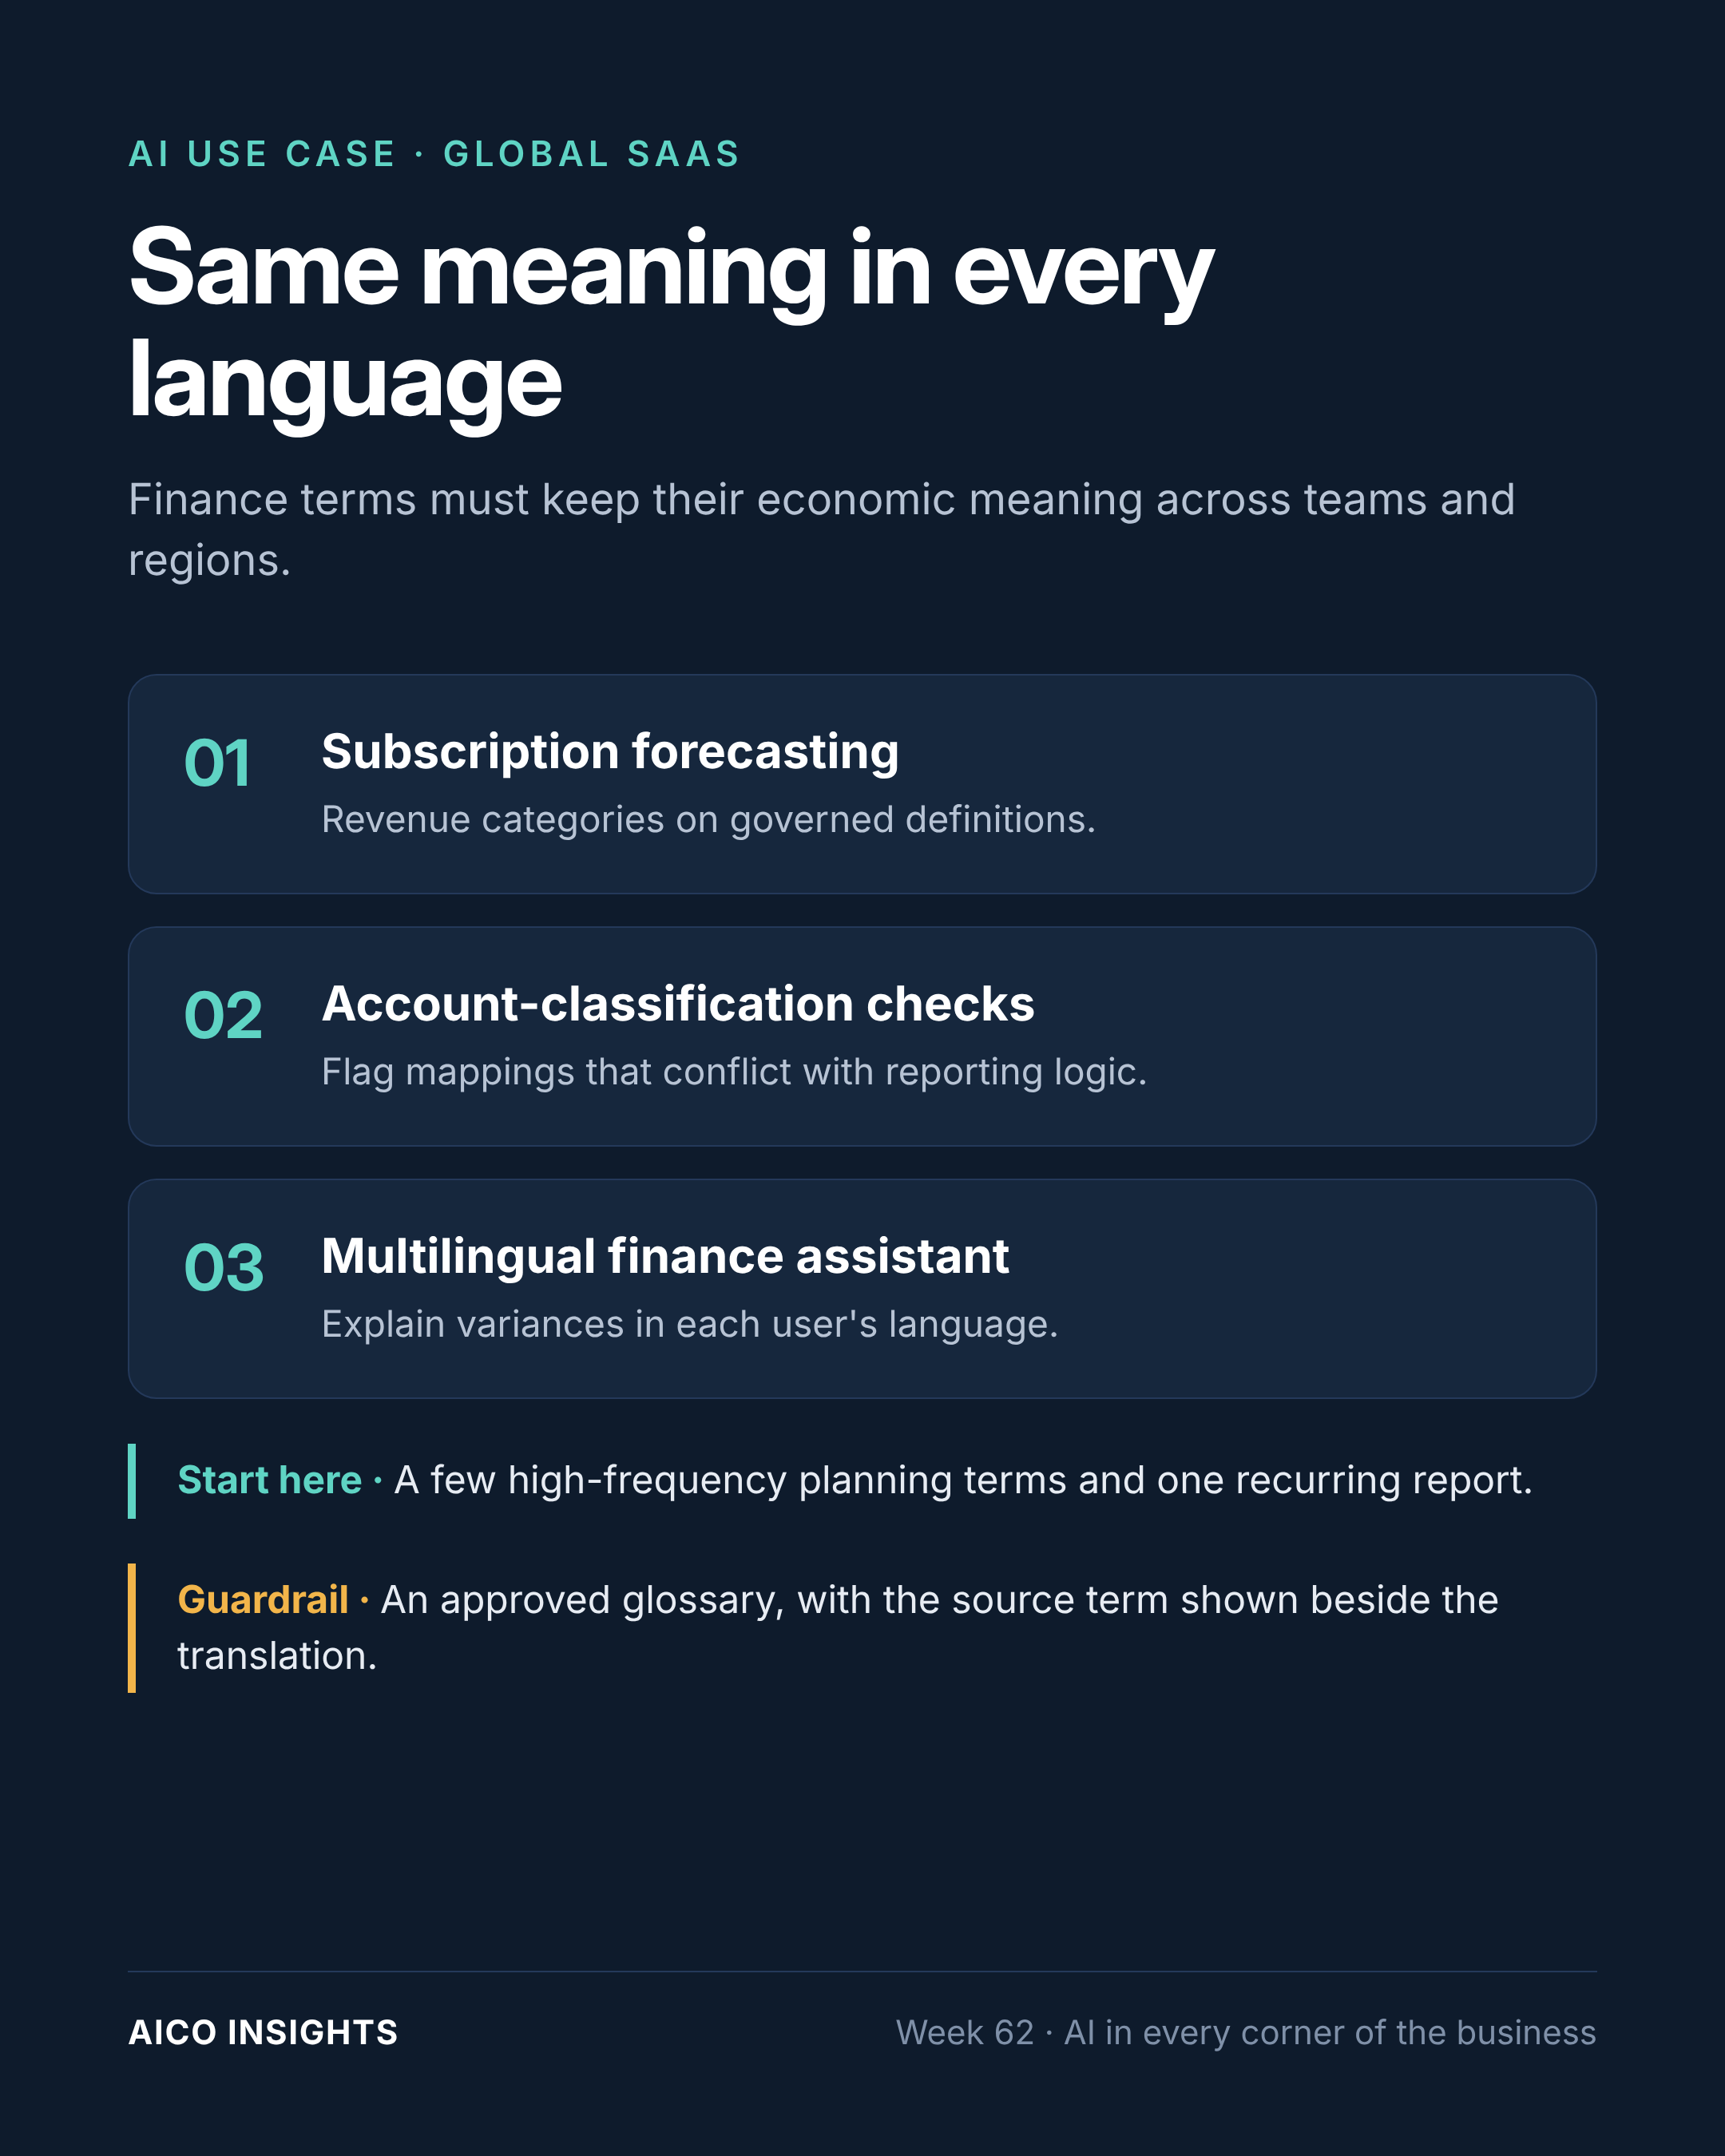 AI USE CASE · GLOBAL SAAS
Same meaning in every
language
Finance terms must keep their economic meaning across teams and
regions.
01
Subscription forecasting
Revenue categories on governed definitions.
02
Account-classification checks
Flag mappings that conflict with reporting logic.
03
Multilingual finance assistant
Explain variances in each user's language.
Start here · A few high-frequency planning terms and one recurring report.
Guardrail · An approved glossary, with the source term shown beside the
translation.
AICO INSIGHTS
Week 62 · AI in every corner of the business